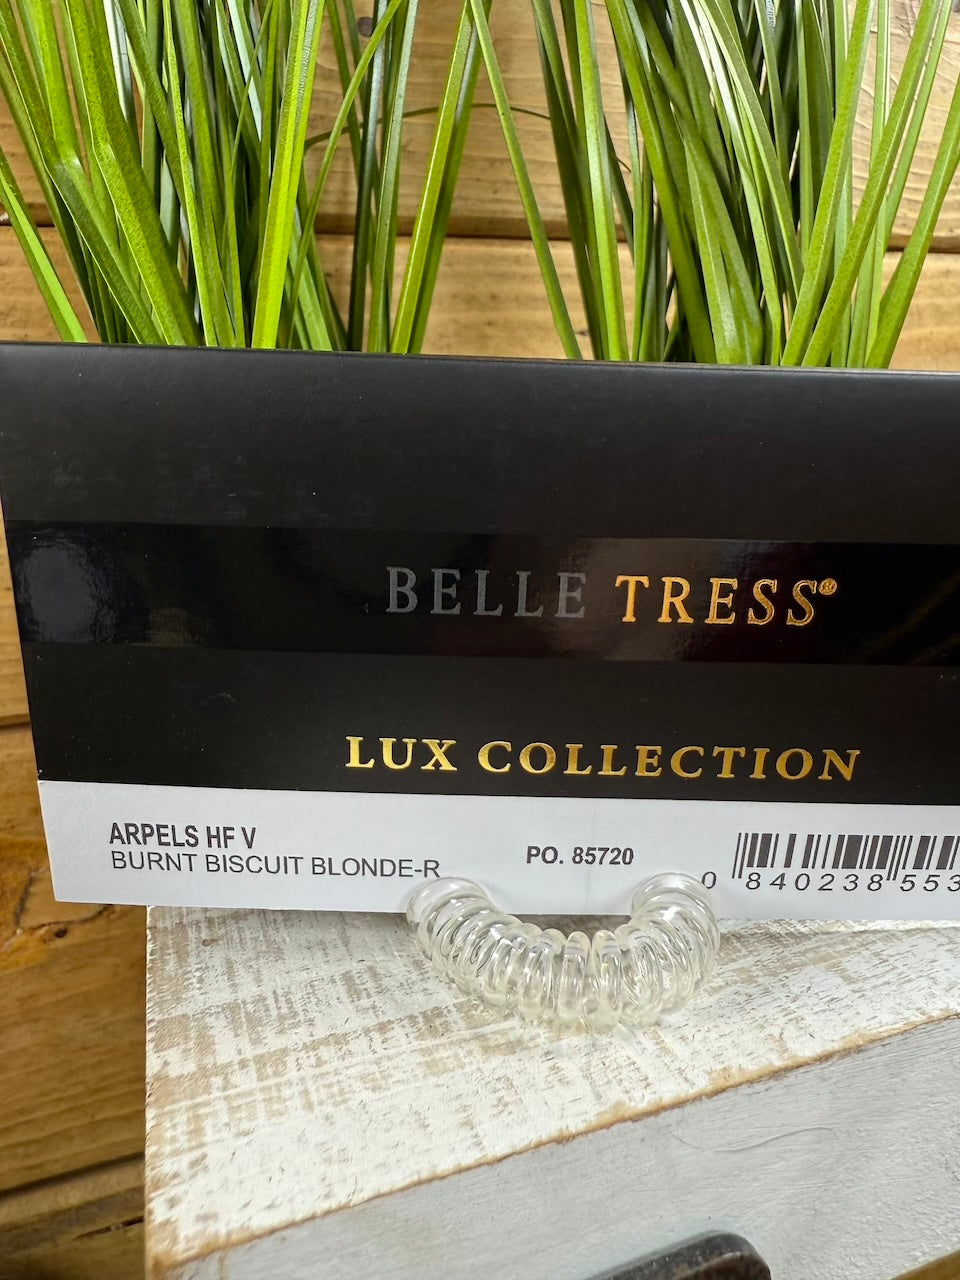 BELLE TRESS®
LUX COLLECTION
ARPELS HF V
BURNT BISCUIT BLONDE-R
PO. 85720
0 840238 553